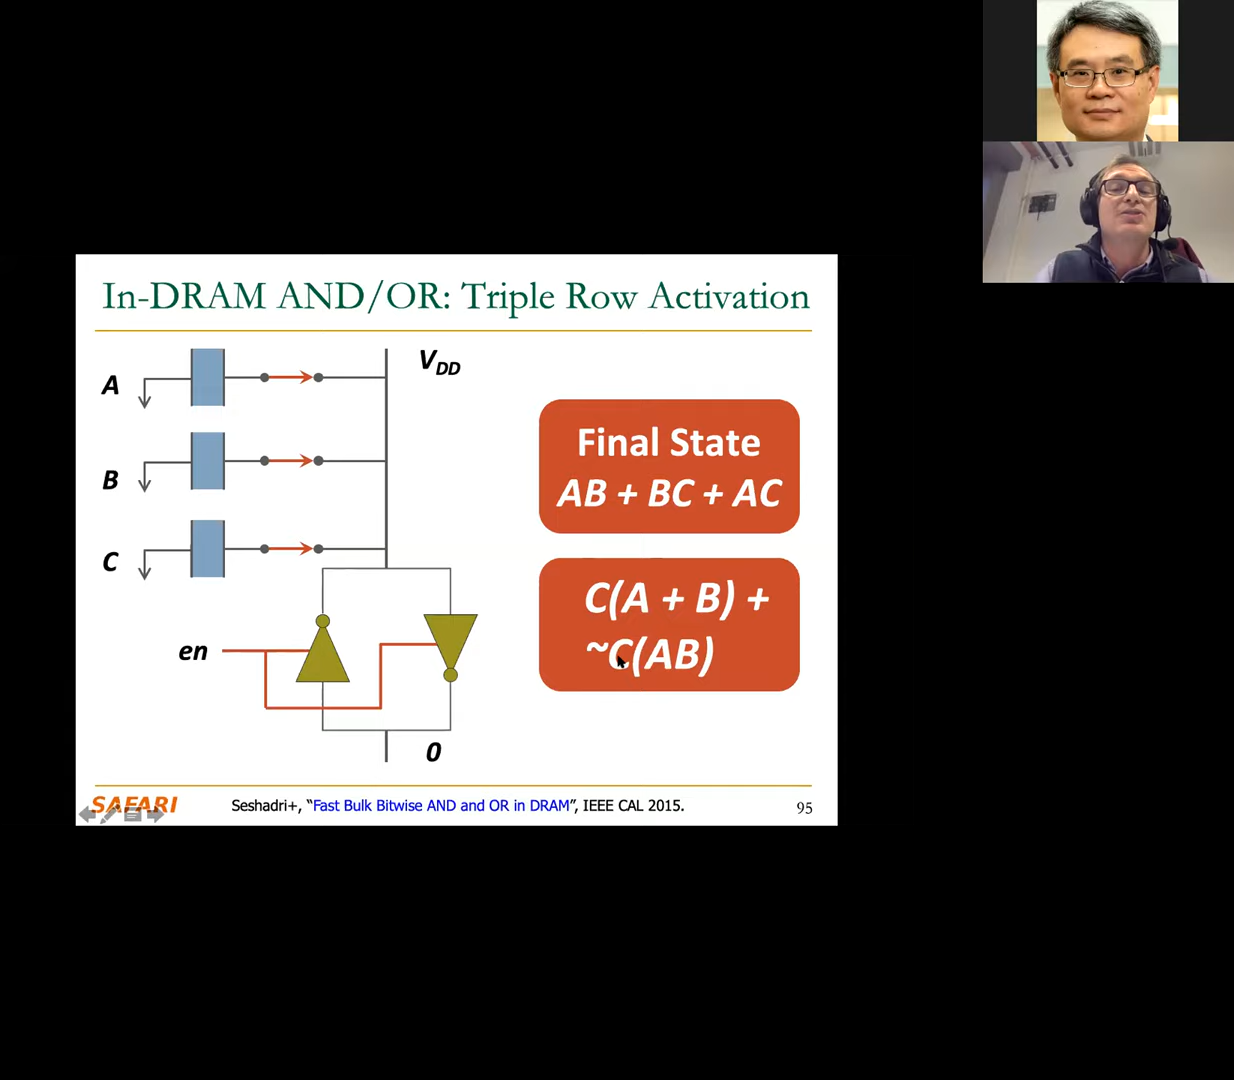 In-DRAM AND/OR: Triple Row Activation
V_DD
A
B
C
Final State
AB + BC + AC
C(A + B) +
~C(AB)
en
0
SAFARI
Seshadri+, “Fast Bulk Bitwise AND and OR in DRAM”, IEEE CAL 2015.
95